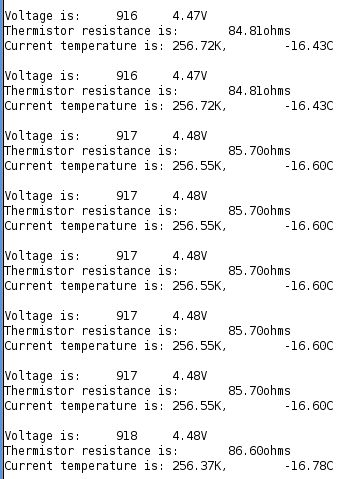 Voltage is: 916 4.47V
Thermistor resistance is: 84.81ohms
Current temperature is: 256.72K, -16.43C
Voltage is: 916 4.47V
Thermistor resistance is: 84.81ohms
Current temperature is: 256.72K, -16.43C
Voltage is: 917 4.48V
Thermistor resistance is: 85.70ohms
Current temperature is: 256.55K, -16.60C
Voltage is: 917 4.48V
Thermistor resistance is: 85.70ohms
Current temperature is: 256.55K, -16.60C
Voltage is: 917 4.48V
Thermistor resistance is: 85.70ohms
Current temperature is: 256.55K, -16.60C
Voltage is: 917 4.48V
Thermistor resistance is: 85.70ohms
Current temperature is: 256.55K, -16.60C
Voltage is: 917 4.48V
Thermistor resistance is: 85.70ohms
Current temperature is: 256.55K, -16.60C
Voltage is: 918 4.48V
Thermistor resistance is: 86.60ohms
Current temperature is: 256.37K, -16.78C